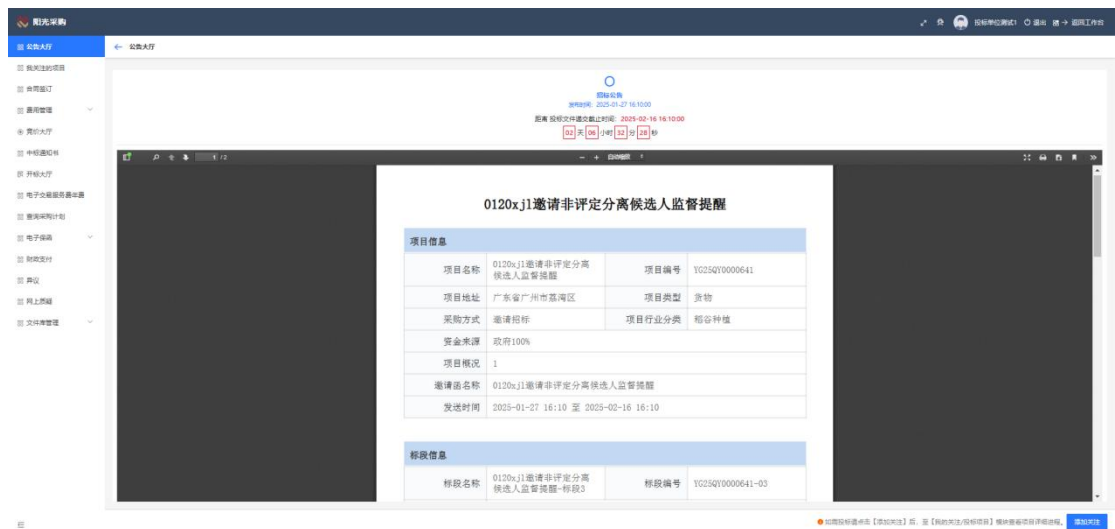 阳光采购
投标单位测试1 退出 返回工作台
公告大厅
我关注的项目
合同签订
费用管理
竞价大厅
中标通知书
开标大厅
电子交易服务费年费
查询采购计划
电子保函
财政支付
异议
网上质疑
文件库管理
公告大厅
招标公告
发布时间: 2025-01-27 16:10:00
距离 投标文件递交截止时间: 2025-02-16 16:10:00
02 天 06 小时 32 分 28 秒
1 /2
自动缩放
0120xjl邀请非评定分离候选人监督提醒
项目信息
项目名称 0120xjl邀请非评定分离候选人监督提醒 项目编号 YG25QY0000641
项目地址 广东省广州市荔湾区 项目类型 货物
采购方式 邀请招标 项目行业分类 稻谷种植
资金来源 政府100%
项目概况 1
邀请函名称 0120xjl邀请非评定分离候选人监督提醒
发送时间 2025-01-27 16:10 至 2025-02-16 16:10
标段信息
标段名称 0120xjl邀请非评定分离候选人监督提醒-标段3 标段编号 YG25QY0000641-03
如需投标请点击【添加关注】后，至【我的关注/投标项目】模块查看项目详细进程。 添加关注